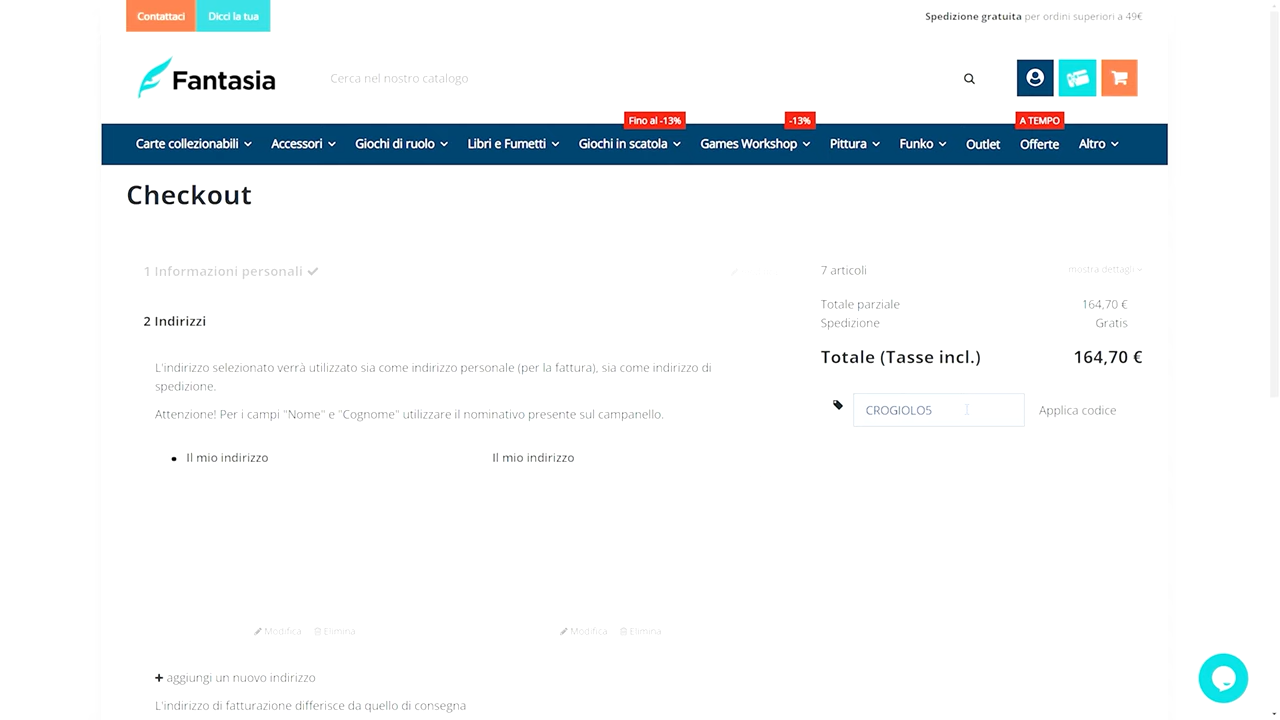 Contattaci
Dicci la tua
Spedizione gratuita per ordini superiori a 49€
Fantasia
Cerca nel nostro catalogo
Fino al -13%
-13%
A TEMPO
Carte collezionabili
Accessori
Giochi di ruolo
Libri e Fumetti
Giochi in scatola
Games Workshop
Pittura
Funko
Outlet
Offerte
Altro
Checkout
1 Informazioni personali
2 Indirizzi
L'indirizzo selezionato verrà utilizzato sia come indirizzo personale (per la fattura), sia come indirizzo di
spedizione.
Attenzione! Per i campi "Nome" e "Cognome" utilizzare il nominativo presente sul campanello.
Il mio indirizzo
Il mio indirizzo
Modifica
Elimina
Modifica
Elimina
aggiungi un nuovo indirizzo
L'indirizzo di fatturazione differisce da quello di consegna
7 articoli
mostra dettagli
Totale parziale 164,70 €
Spedizione Gratis
Totale (Tasse incl.) 164,70 €
CROGIOLO5
Applica codice